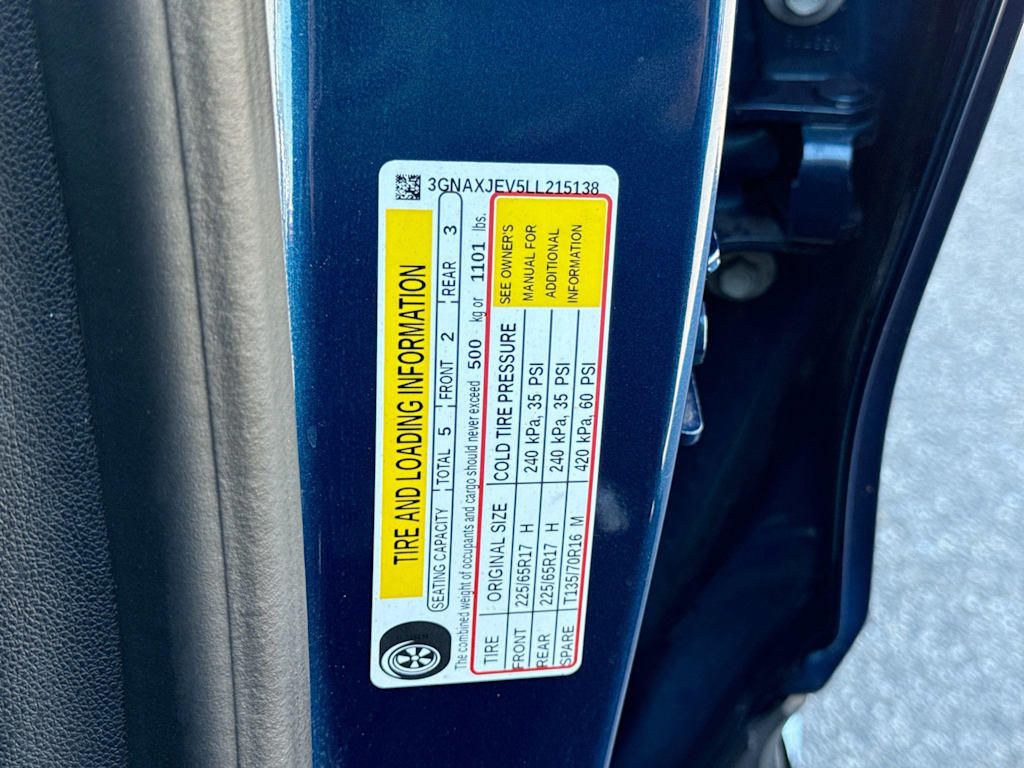 3GNAXJEV5LL215138
TIRE AND LOADING INFORMATION
SEATING CAPACITY TOTAL 5 FRONT 2 REAR 3
The combined weight of occupants and cargo should never exceed 500 kg or 1101 lbs.
TIRE ORIGINAL SIZE COLD TIRE PRESSURE
FRONT 225/65R17 H 240 kPa, 35 PSI
REAR 225/65R17 H 240 kPa, 35 PSI
SPARE T135/70R16 M 420 kPa, 60 PSI
SEE OWNER'S
MANUAL FOR
ADDITIONAL
INFORMATION